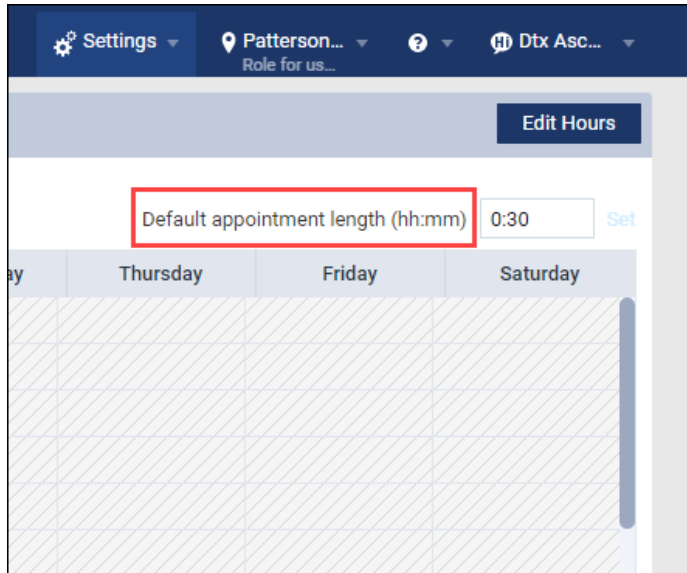 Settings Patterson... Dtx Asc...
Role for us...
Edit Hours
Default appointment length (hh:mm) 0:30 Set
ay Thursday Friday Saturday